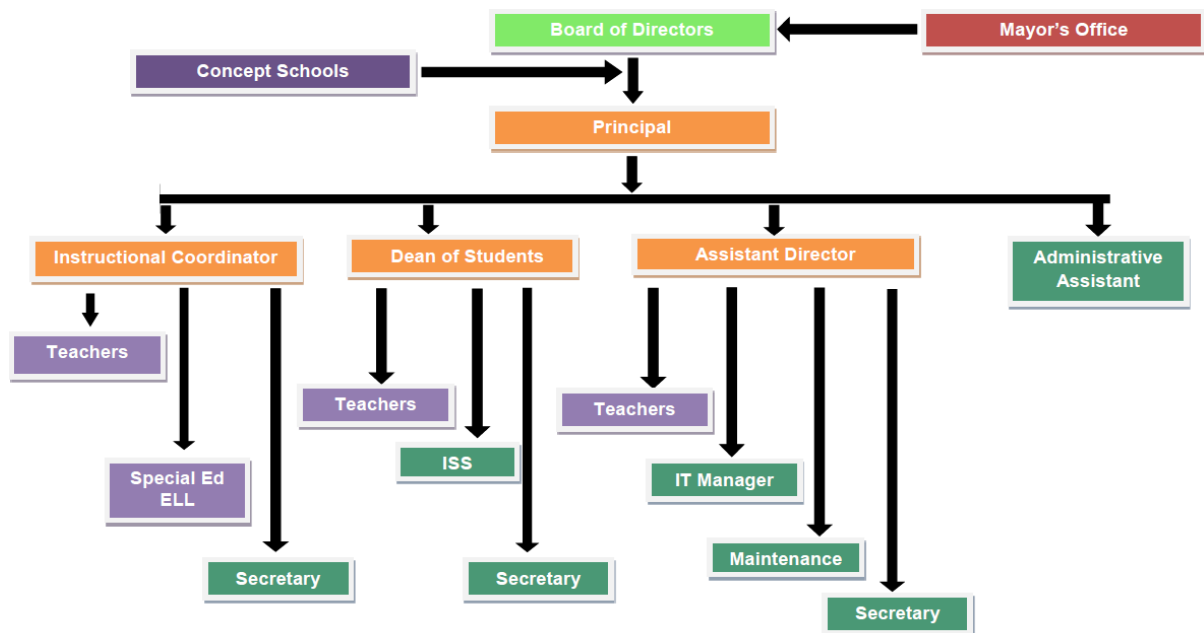 Board of Directors
Mayor’s Office
Concept Schools
Principal
Instructional Coordinator
Dean of Students
Assistant Director
Administrative
Assistant
Teachers
Teachers
Teachers
Special Ed
ELL
ISS
IT Manager
Maintenance
Secretary
Secretary
Secretary